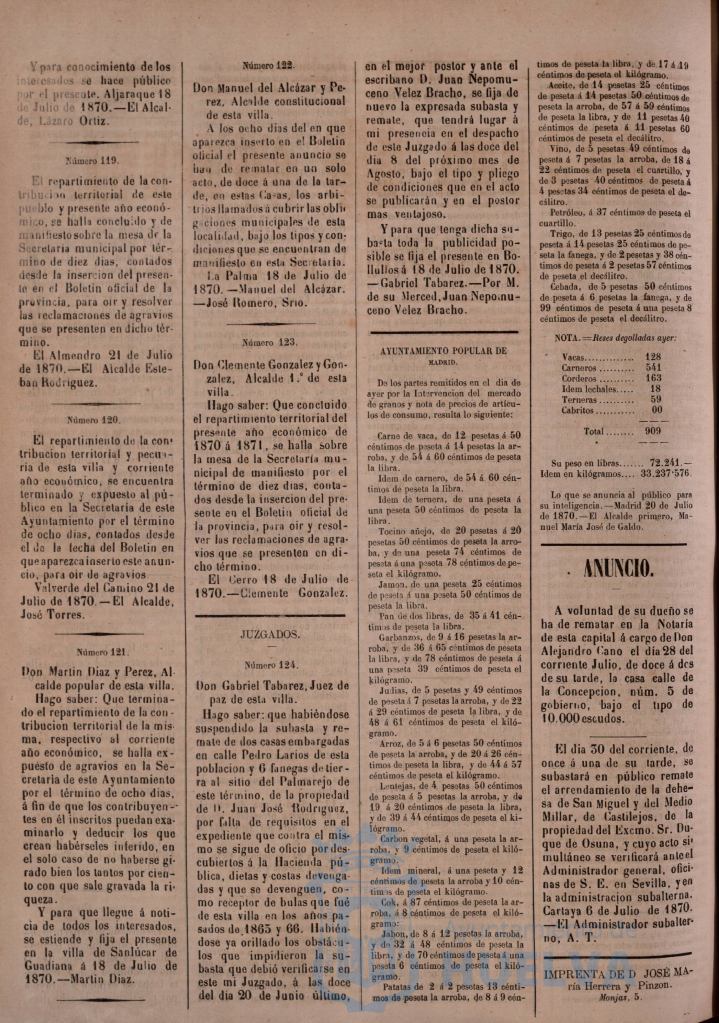 Y para conocimiento de los
interesados se hace público
por el presente. Aljaraque 18
de Julio de 1870.—El Alcal-
de, Lázaro Ortiz.
Número 119.
El repartimiento de la con-
tribucion territorial de este
pueblo y presente año econó-
mico, se halla concluido y de
manifiesto sobre la mesa de la
Secretaria municipal por tér-
mino de diez dias, contados
desde la insercion del presen-
te en el Boletin oficial de la
provincia, para oir y resolver
las reclamaciones de agravios
que se presenten en dicho tér-
mino.
El Almendro 21 de Julio
de 1870.—El Alcalde Este-
ban Rodriguez.
Número 120.
El repartimiento de la con-
tribucion territorial y pecua-
ria de esta villa y corriente
año económico, se encuentra
terminado y expuesto al pú-
blico en la Secretaria de este
Ayuntamiento por el término
de ocho dias, contados desde
el de la fecha del Boletin en
que aparezca inserto este anun-
cio, para oir de agravios
Valverde del Camino 21 de
Julio de 1870.—El Alcalde,
José Torres.
Número 121.
Don Martin Diaz y Perez, Al-
calde popular de esta villa.
Hago saber: Que termina-
do el repartimiento de la con-
tribucion territorial de la mis-
ma, respectivo al corriente
año económico, se halla ex-
puesto de agravios en la Se-
cretaria de este Ayuntamiento
por el término de ocho dias,
á fin de que los contribuyen-
tes en él inscritos puedan exa-
minarlo y deducir los que
crean habérseles inferido, en
el solo caso de no haberse gi-
rado bien los tantos por cien-
to con que sale gravada la ri-
queza.
Y para que llegue á noti-
cia de todos los interesados,
se estiende y fija el presente
en la villa de Sanlúcar de
Guadiana á 18 de Julio de
1870.—Martin Diaz.
Número 122.
Don Manuel del Alcázar y Pe-
rez, Alcalde constitucional
de esta villa.
A los ocho dias del en que
aparezca inserto en el Boletin
oficial el presente anuncio se
han de rematar en un solo
acto, de doce á una de la tar-
de, en estas Casas, los arbi-
trios llamados á cubrir las obli-
gaciones municipales de esta
localidad, bajo los tipos y con-
diciones que se encuentran de
manifiesto en esta Secretaria.
La Palma 18 de Julio de
1870.—Manuel del Alcázar.
—José Romero, Srio.
Número 123.
Don Clemente Gonzalez y Gon-
zalez, Alcalde 1.º de esta
villa.
Hago saber: Que concluido
el repartimiento territorial del
presente año económico de
1870 á 1871, se halla sobre
la mesa de la Secretaría mu-
nicipal de manifiesto por el
término de diez dias, conta-
dos desde la insercion del pre-
sente en el Boletin oficial de
la provincia, para oir y resol-
ver las reclamaciones de agra-
vios que se presenten en di-
cho término.
El Cerro 18 de Julio de
1870.—Clemente Gonzalez.
JUZGADOS.
Número 124.
Don Gabriel Tabarez, Juez de
paz de esta villa.
Hago saber: que habiéndose
suspendido la subasta y re-
mate de dos casas embargadas
en calle Pedro Larios de esta
poblacion y 6 fanegas de tier-
ra al sitio del Palmarejo de
este término, de la propiedad
de D. Juan José Rodriguez,
por falta de requisitos en el
expediente que contra el mis-
mo se sigue de oficio por des-
cubiertos á la Hacienda pú-
blica, dietas y costas devenga-
das y que se devenguen, co-
mo receptor de bulas que fué
de esta villa en los años pa-
sados de 1865 y 66. Habién-
dose ya orillado los obstácu-
los que impidieron la su-
basta que debió verificarse en
este mi Juzgado, á las doce
del dia 20 de Junio último,
en el mejor postor y ante el
escribano D. Juan Nepomu-
ceno Velez Bracho, se fija de
nuevo la expresada subasta y
remate, que tendrá lugar á
mi presencia en el despacho
de este Juzgado á las doce del
dia 8 del próximo mes de
Agosto, bajo el tipo y pliego
de condiciones que en el acto
se publicarán y en el postor
mas ventajoso.
Y para que tenga dicha su-
basta toda la publicidad po-
sible se fija el presente en Bo-
llullos á 18 de Julio de 1870.
—Gabriel Tabarez.—Por M.
de su Merced, Juan Nepomu-
ceno Velez Bracho.
AYUNTAMIENTO POPULAR DE
MADRID.
De los partes remitidos en el dia de
ayer por la Intervencion del mercado
de granos y nota de precios de artícu-
los de consumo, resulta lo siguiente:
Carne de vaca, de 12 pesetas á 50
céntimos de peseta á 14 pesetas la ar-
roba, y de 54 á 60 céntimos de peseta
la libra.
Idem de carnero, de 54 á 60 cén-
timos de peseta la libra.
Idem de ternera, de una peseta á
una peseta 50 céntimos de peseta la
libra.
Tocino añejo, de 20 pesetas á 20
pesetas 50 céntimos de peseta la arro-
ba, y de una peseta 74 céntimos de
peseta á una peseta 78 céntimos de pe-
seta el kilógramo.
Jamon, de una peseta 25 céntimos
de peseta á una peseta 50 céntimos de
peseta la libra.
Pan de dos libras, de 35 á 41 cén-
timos de peseta la libra.
Garbanzos, de 9 á 16 pesetas la ar-
roba, y de 36 á 65 céntimos de peseta
la libra, y de 78 céntimos de peseta á
una peseta 39 céntimos de peseta el
kilógramo.
Judias, de 5 pesetas y 49 céntimos
de peseta á 7 pesetas la arroba, y de 22
á 29 céntimos de peseta la libra, y de
48 á 61 céntimos de peseta el kiló-
gramo.
Arroz, de 5 á 6 pesetas 50 céntimos
de peseta la arroba, y de 20 á 26 cén-
timos de peseta la libra, y de 44 á 57
céntimos de peseta el kilógramo.
Lentejas, de 4 pesetas 50 céntimos
de peseta á 5 pesetas la arroba, y de
19 á 20 céntimos de peseta la libra,
y de 39 á 44 céntimos de peseta el ki-
lógramo.
Carbon vegetal, á una peseta la ar-
roba, y 9 céntimos de peseta el kiló-
gramo.
Idem mineral, á una peseta y 12
céntimos de peseta la arroba y 10 cén-
timos de peseta el kilógramo.
Cok, á 87 céntimos de peseta la ar-
roba, á 8 céntimos de peseta el kiló-
gramo.
Jabon, de 8 á 12 pesetas la arroba,
y de 32 á 48 céntimos de peseta la
libra, y de 70 céntimos de peseta á una
peseta 6 céntimos de peseta el kiló-
gramo.
Patatas de 2 á 2 pesetas 13 cénti-
mos de peseta la arroba, de 8 á 9 cén-
timos de peseta la libra, y de 17 á 19
céntimos de peseta el kilógramo.
Aceite, de 14 pesetas 25 céntimos
de peseta á 14 pesetas 50 céntimos de
peseta la arroba, de 57 á 59 céntimos
de peseta la libra, y de 11 pesetas 40
céntimos de peseta á 11 pesetas 60
céntimos de peseta el decálitro.
Vino, de 5 pesetas 49 céntimos de
peseta á 7 pesetas la arroba, de 18 á
22 céntimos de peseta el cuartillo, y
de 3 pesetas 40 céntimos de peseta á
4 pesetas 34 céntimos de peseta el de-
cálitro.
Petróleo, á 37 céntimos de peseta el
cuartillo.
Trigo, de 13 pesetas 25 céntimos de
peseta á 14 pesetas 25 céntimos de pe-
seta la fanega, y de 2 pesetas y 38 cén-
timos de peseta á 2 pesetas 57 céntimos
de peseta el decálitro.
Cebada, de 5 pesetas 50 céntimos
de peseta á 6 pesetas la fanega, y de
99 céntimos de peseta á una peseta 8
céntimos de peseta el decálitro.
NOTA.—Reses degolladas ayer:
Vacas............. 128
Carneros ......... 541
Corderos ......... 163
Idem lechales..... 18
Terneras ......... 59
Cabritos ......... 00
Total ....... 909
Su peso en libras...... 72.241.—
Idem en kilógramos.... 33.237'576.
Lo que se anuncia al público para
su inteligencia.—Madrid 20 de Julio
de 1870.—El Alcalde primero, Ma-
nuel María José de Galdo.
ANUNCIO.
A voluntad de su dueño se
ha de rematar en la Notaría
de esta capital á cargo de Don
Alejandro Cano el dia 28 del
corriente Julio, de doce á dos
de su tarde, la casa calle de
la Concepcion, núm. 5 de
gobierno, bajo el tipo de
10.000 escudos.
El dia 30 del corriente, de
once á una de su tarde, se
subastará en público remate
el arrendamiento de la dehe-
sa de San Miguel y del Medio
Millar, de Castilejos, de la
propiedad del Excmo. Sr. Du-
que de Osuna, y cuyo acto si-
multáneo se verificará ante el
Administrador general, ofici-
nas de S. E. en Sevilla, y en
la administracion subalterna.
Cartaya 6 de Julio de 1870.
—El Administrador subalter-
no, A. T.
IMPRENTA DE D JOSÉ MA-
ría Herrera y Pinzon.
Monjas, 5.